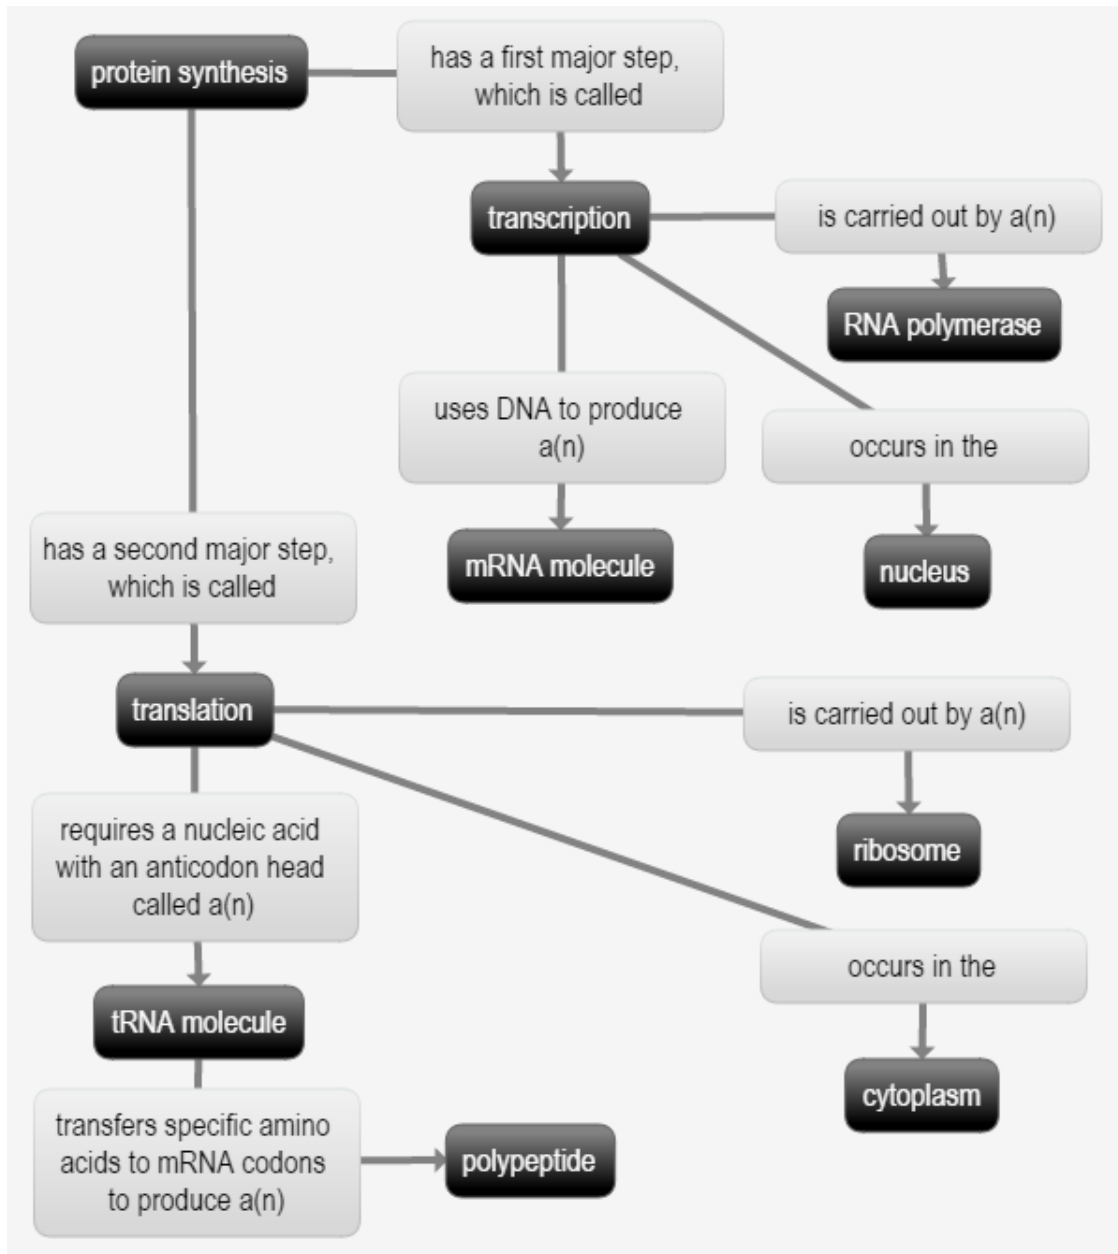 protein synthesis
has a first major step,
which is called
transcription
is carried out by a(n)
RNA polymerase
uses DNA to produce
a(n)
mRNA molecule
occurs in the
nucleus
has a second major step,
which is called
translation
is carried out by a(n)
ribosome
requires a nucleic acid
with an anticodon head
called a(n)
occurs in the
cytoplasm
tRNA molecule
transfers specific amino
acids to mRNA codons
to produce a(n)
polypeptide